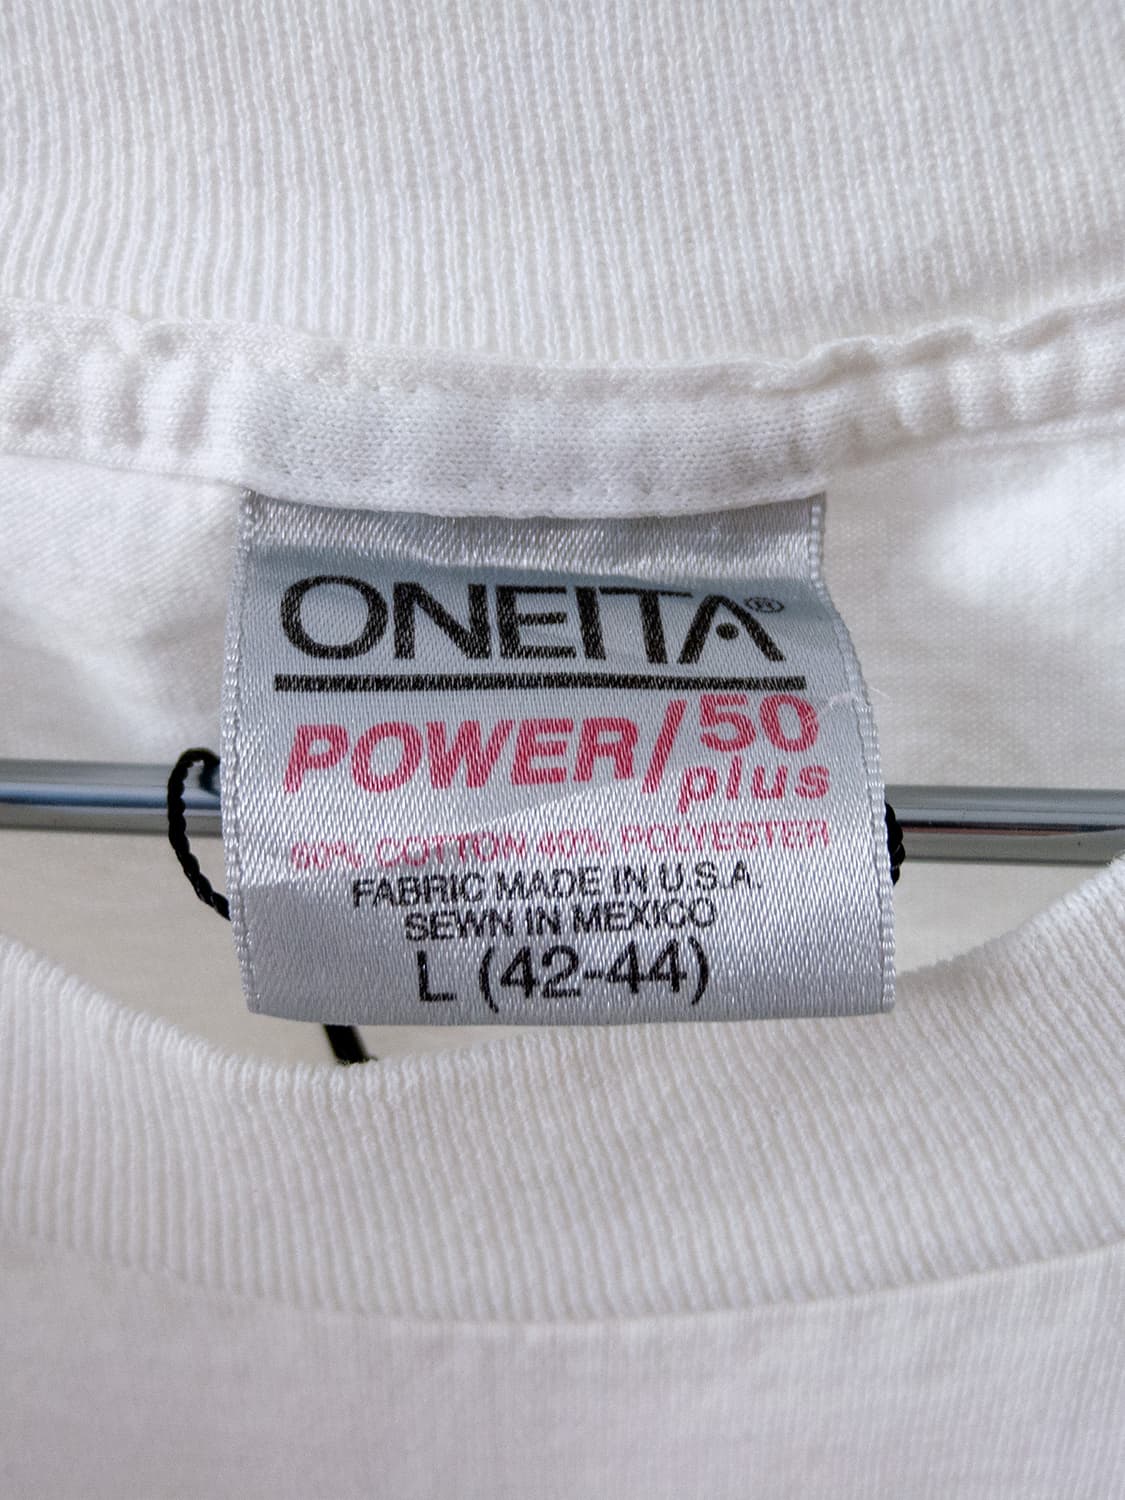 ONEITA®
POWER/50
plus
60% COTTON 40% POLYESTER
FABRIC MADE IN U.S.A.
SEWN IN MEXICO
L (42-44)